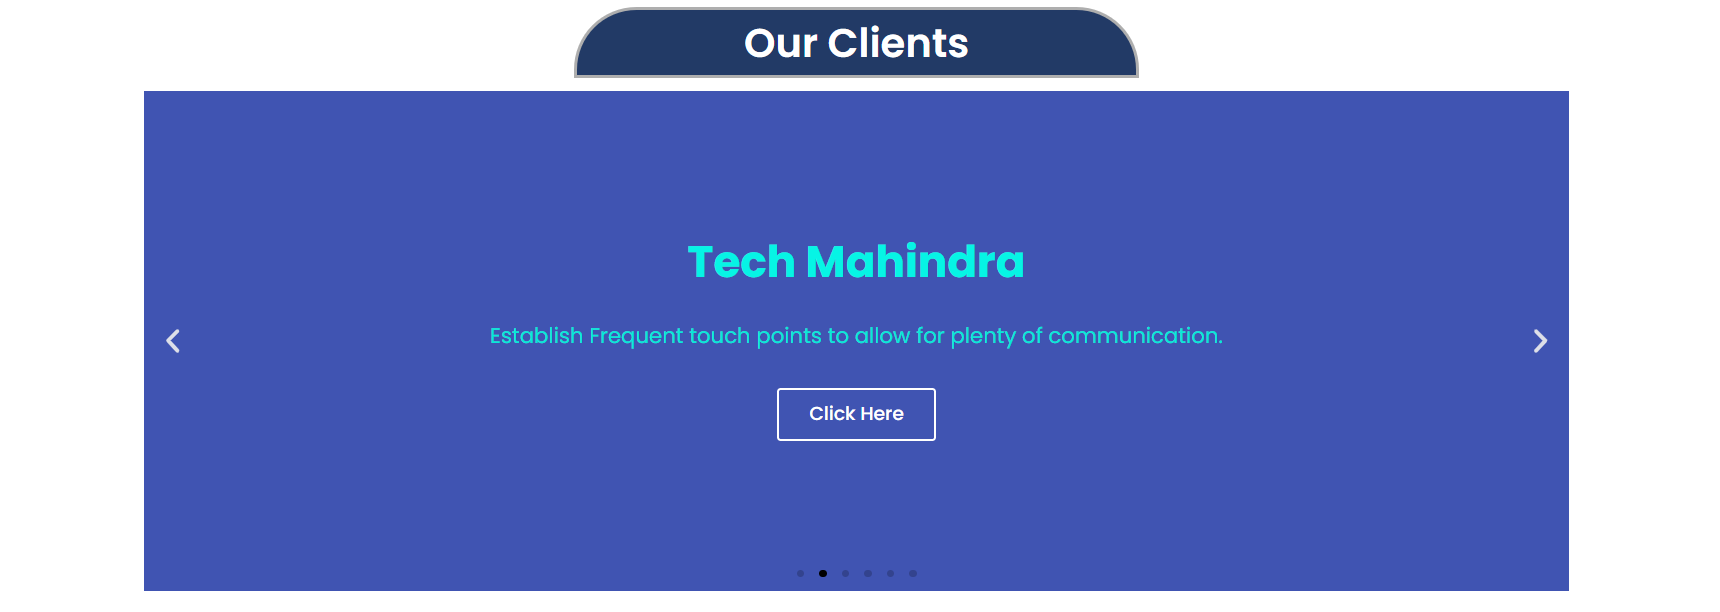 Our Clients
Tech Mahindra
Establish Frequent touch points to allow for plenty of communication.
Click Here